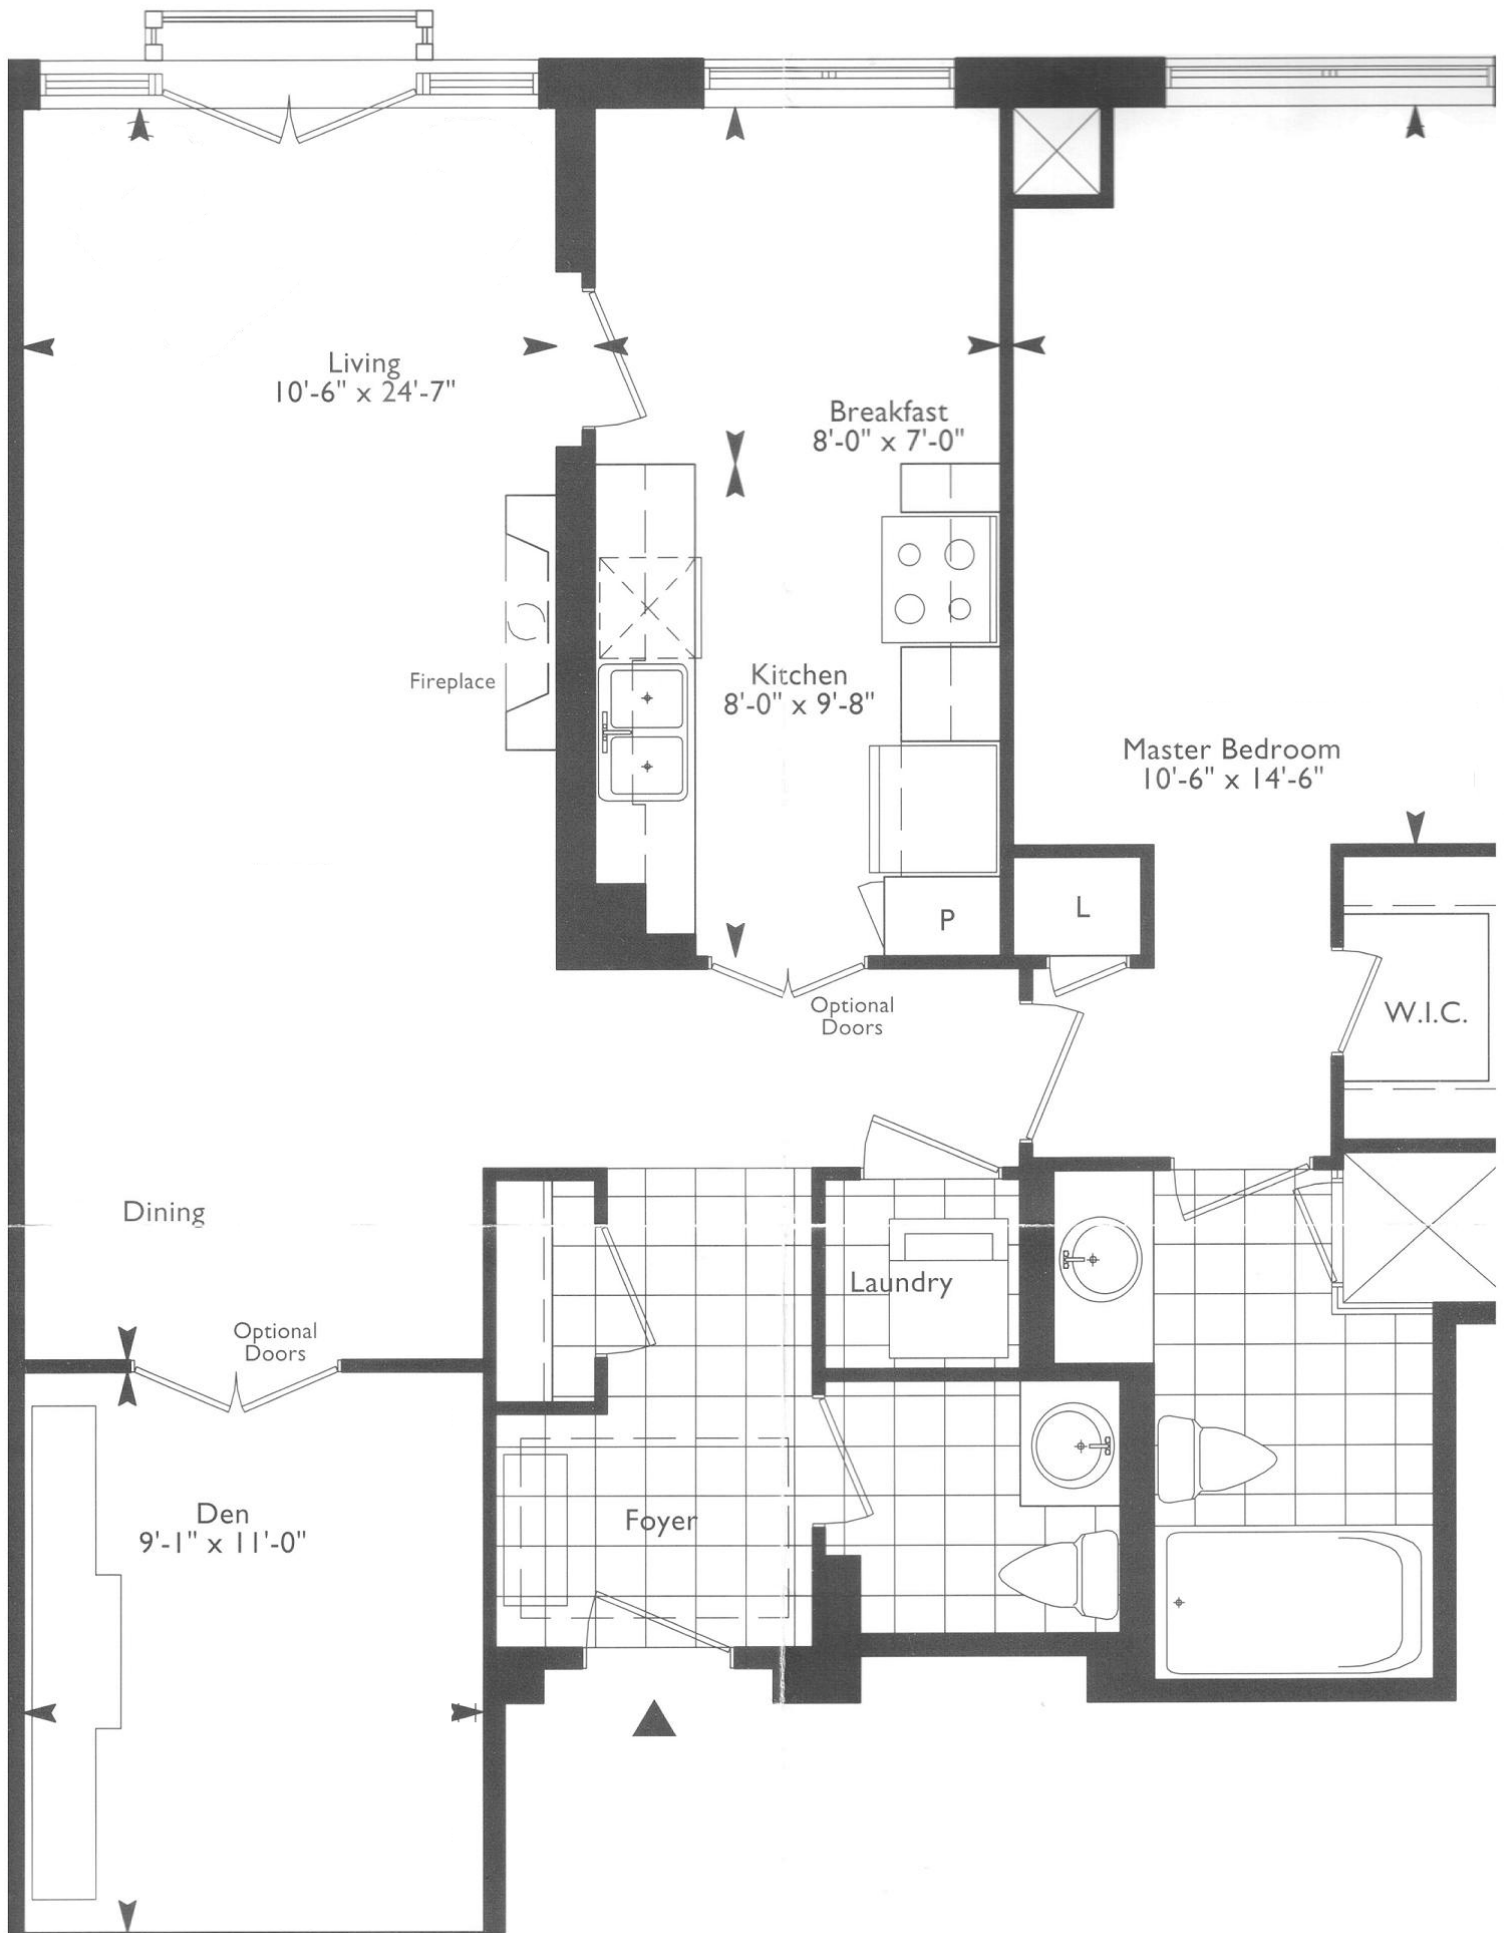 Living
10'-6" x 24'-7"
Breakfast
8'-0" x 7'-0"
Fireplace
Kitchen
8'-0" x 9'-8"
Master Bedroom
10'-6" x 14'-6"
P
L
W.I.C.
Optional
Doors
Dining
Laundry
Optional
Doors
Den
9'-1" x 11'-0"
Foyer